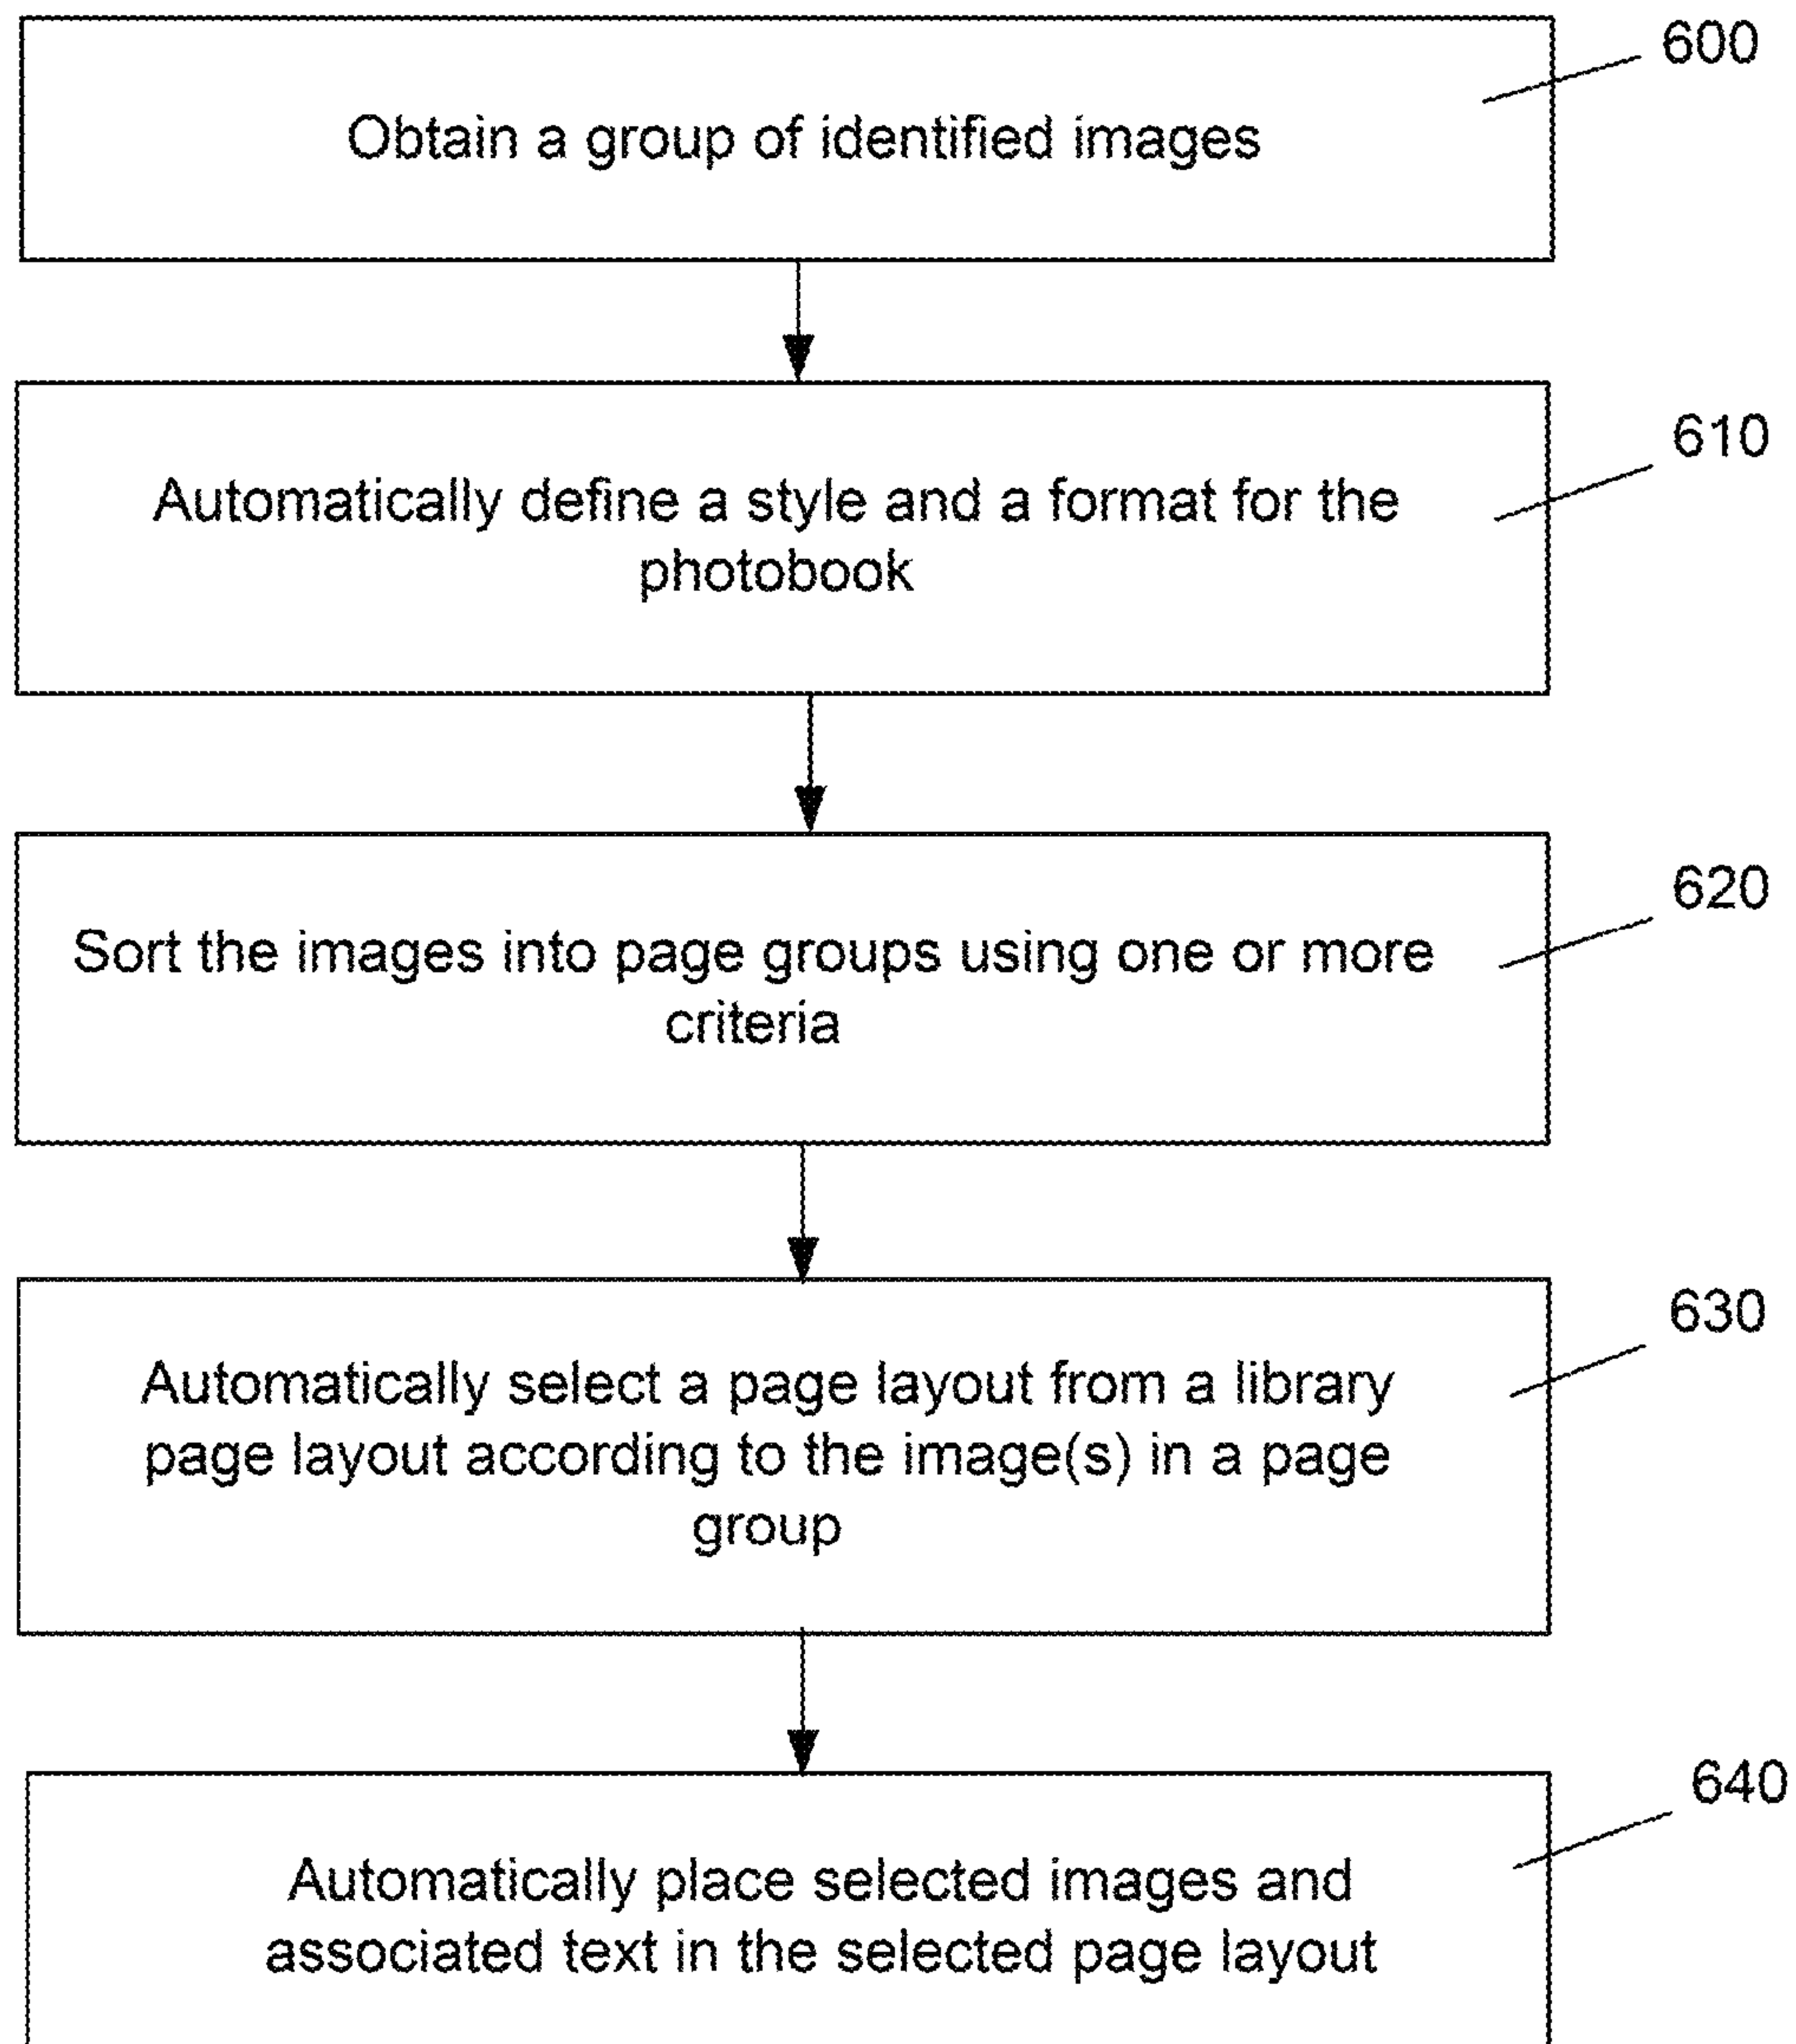 600
Obtain a group of identified images
610
Automatically define a style and a format for the
photobook
620
Sort the images into page groups using one or more
criteria
630
Automatically select a page layout from a library
page layout according to the image(s) in a page
group
640
Automatically place selected images and
associated text in the selected page layout